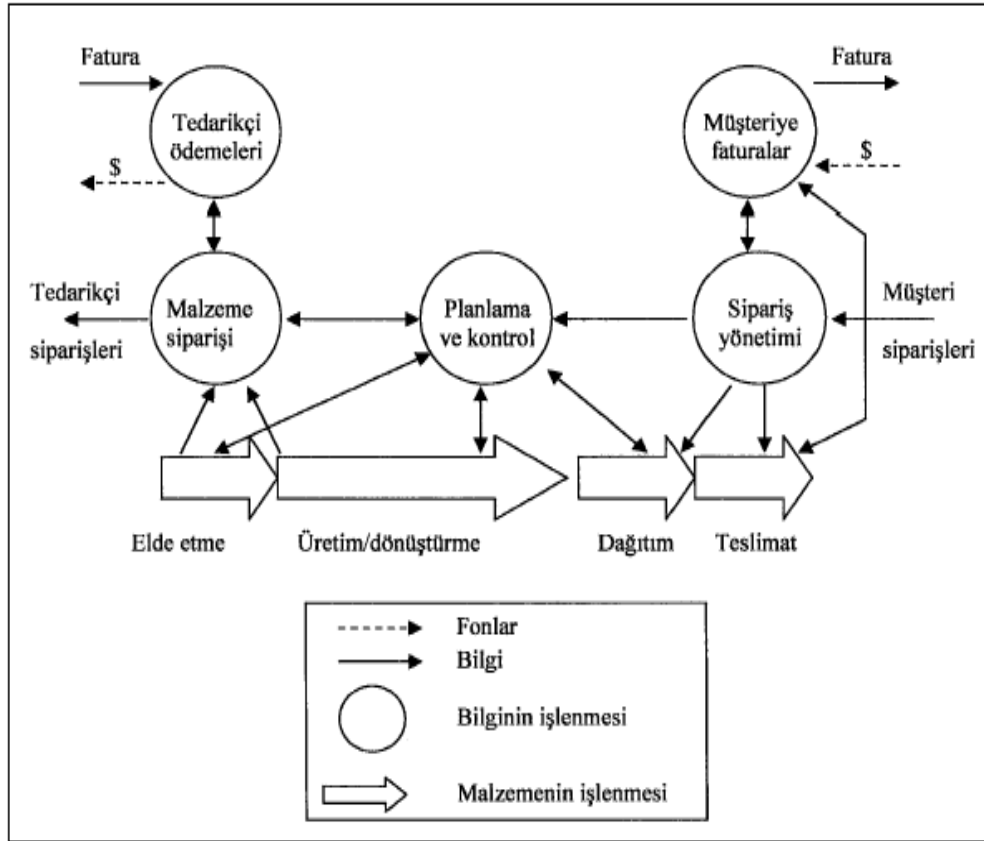 Fatura
Fatura
Tedarikçi
ödemeleri
Müşteriye
faturalar
$
$
Tedarikçi
siparişleri
Malzeme
siparişi
Planlama
ve kontrol
Sipariş
yönetimi
Müşteri
siparişleri
Elde etme
Üretim/dönüştürme
Dağıtım
Teslimat
Fonlar
Bilgi
Bilginin işlenmesi
Malzemenin işlenmesi